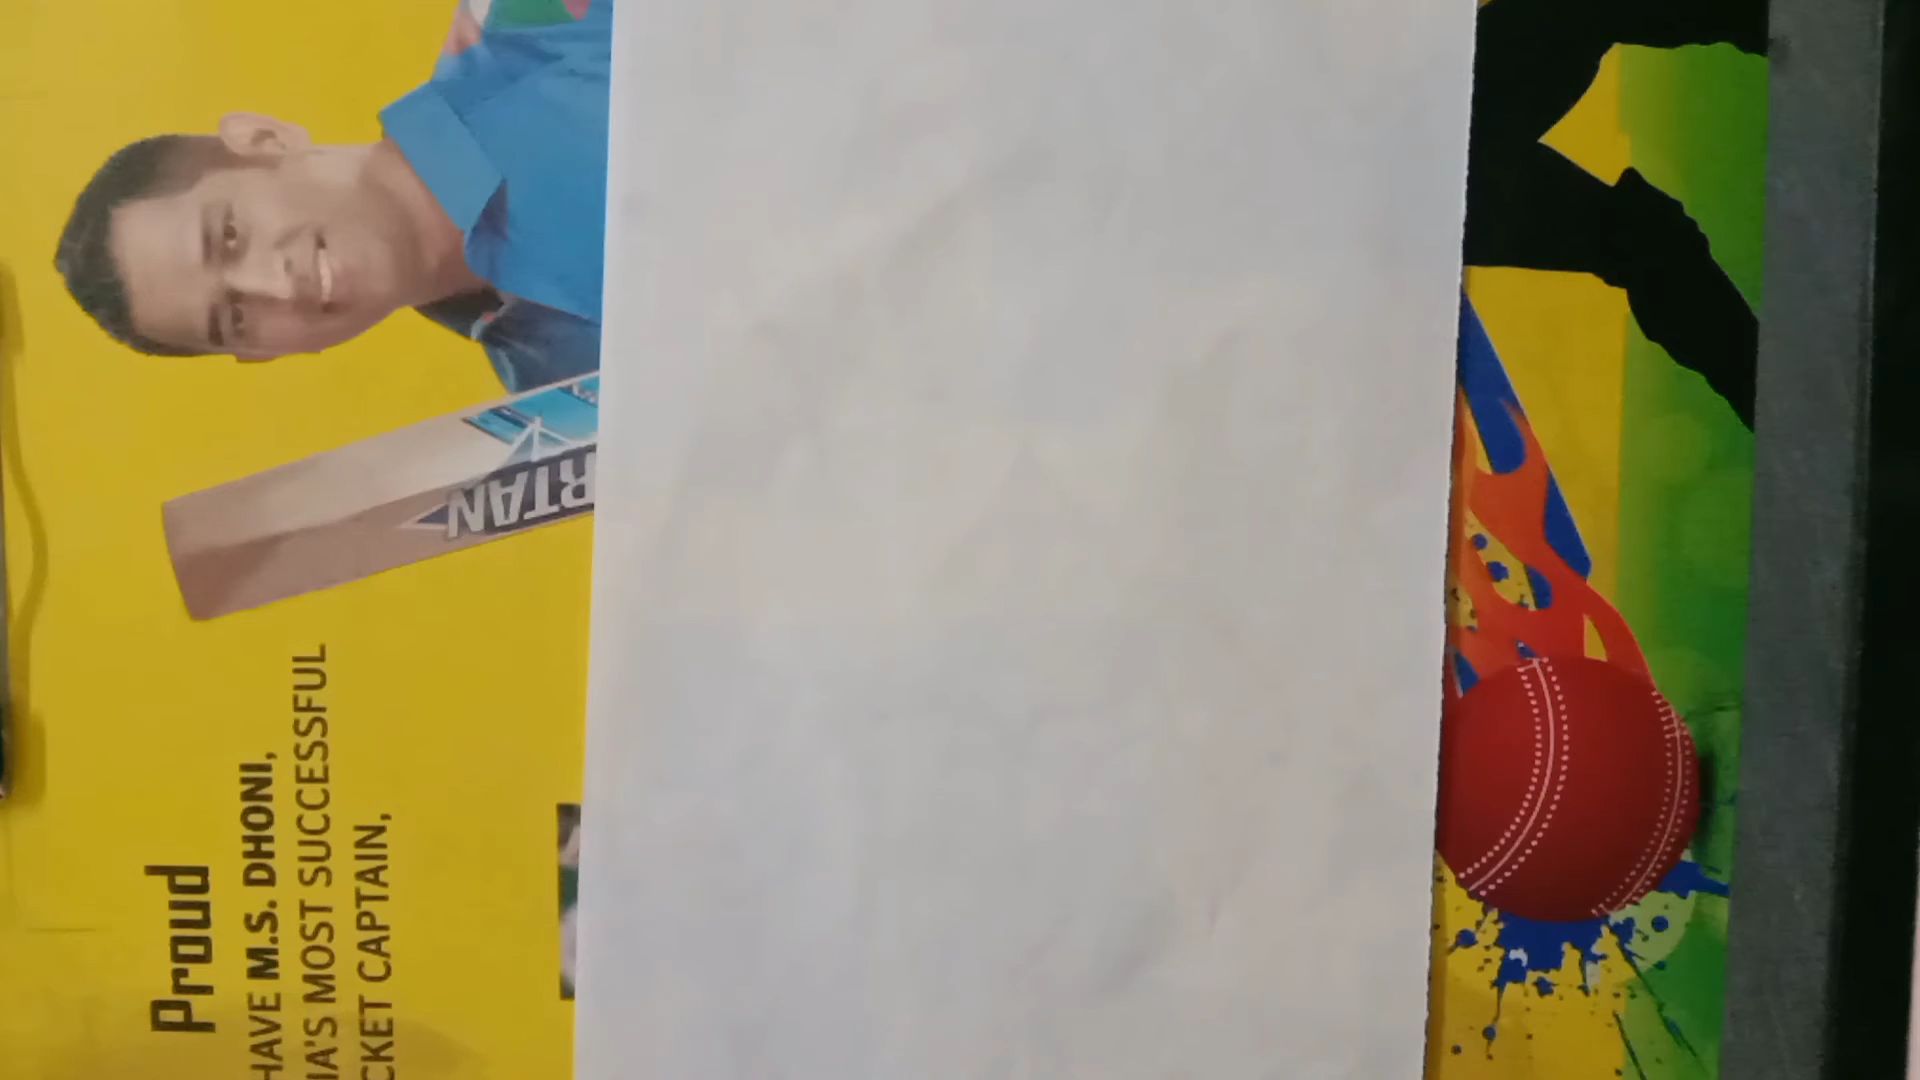 Proud
HAVE M.S. DHONI,
IA'S MOST SUCCESSFUL
CKET CAPTAIN,
RTAN